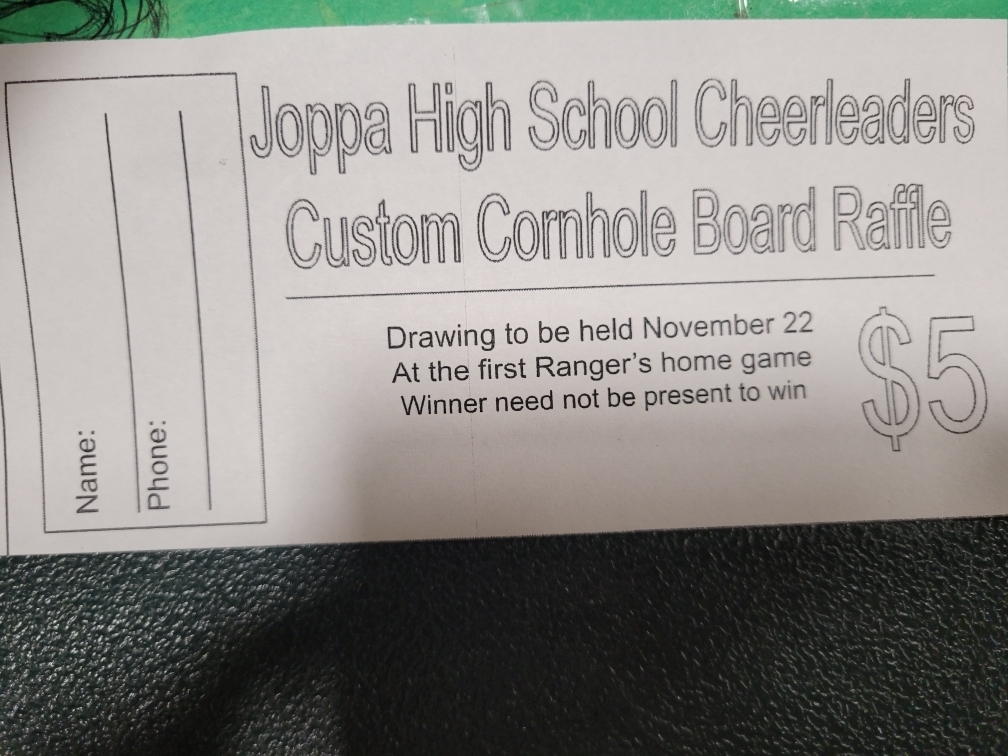 Joppa High School Cheerleaders
Custom Cornhole Board Raffle
Drawing to be held November 22
At the first Ranger's home game
Winner need not be present to win
$5
Name:
Phone: